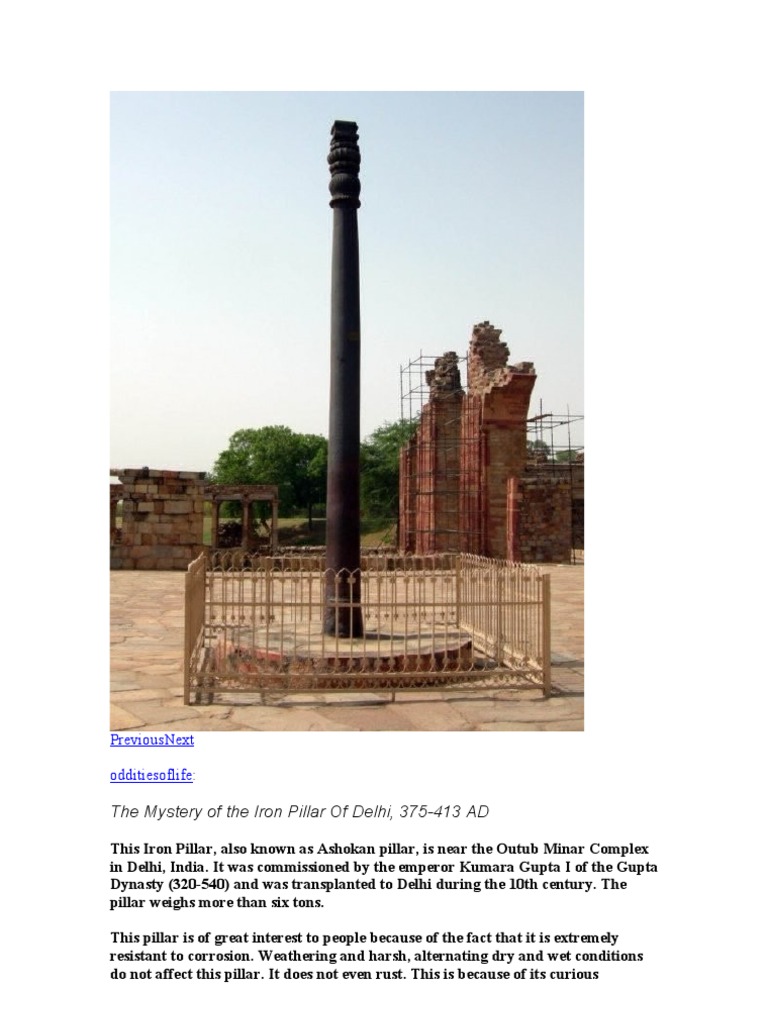 PreviousNext
odditiesoflife:
The Mystery of the Iron Pillar Of Delhi, 375-413 AD
This Iron Pillar, also known as Ashokan pillar, is near the Outub Minar Complex
in Delhi, India. It was commissioned by the emperor Kumara Gupta I of the Gupta
Dynasty (320-540) and was transplanted to Delhi during the 10th century. The
pillar weighs more than six tons.
This pillar is of great interest to people because of the fact that it is extremely
resistant to corrosion. Weathering and harsh, alternating dry and wet conditions
do not affect this pillar. It does not even rust. This is because of its curious